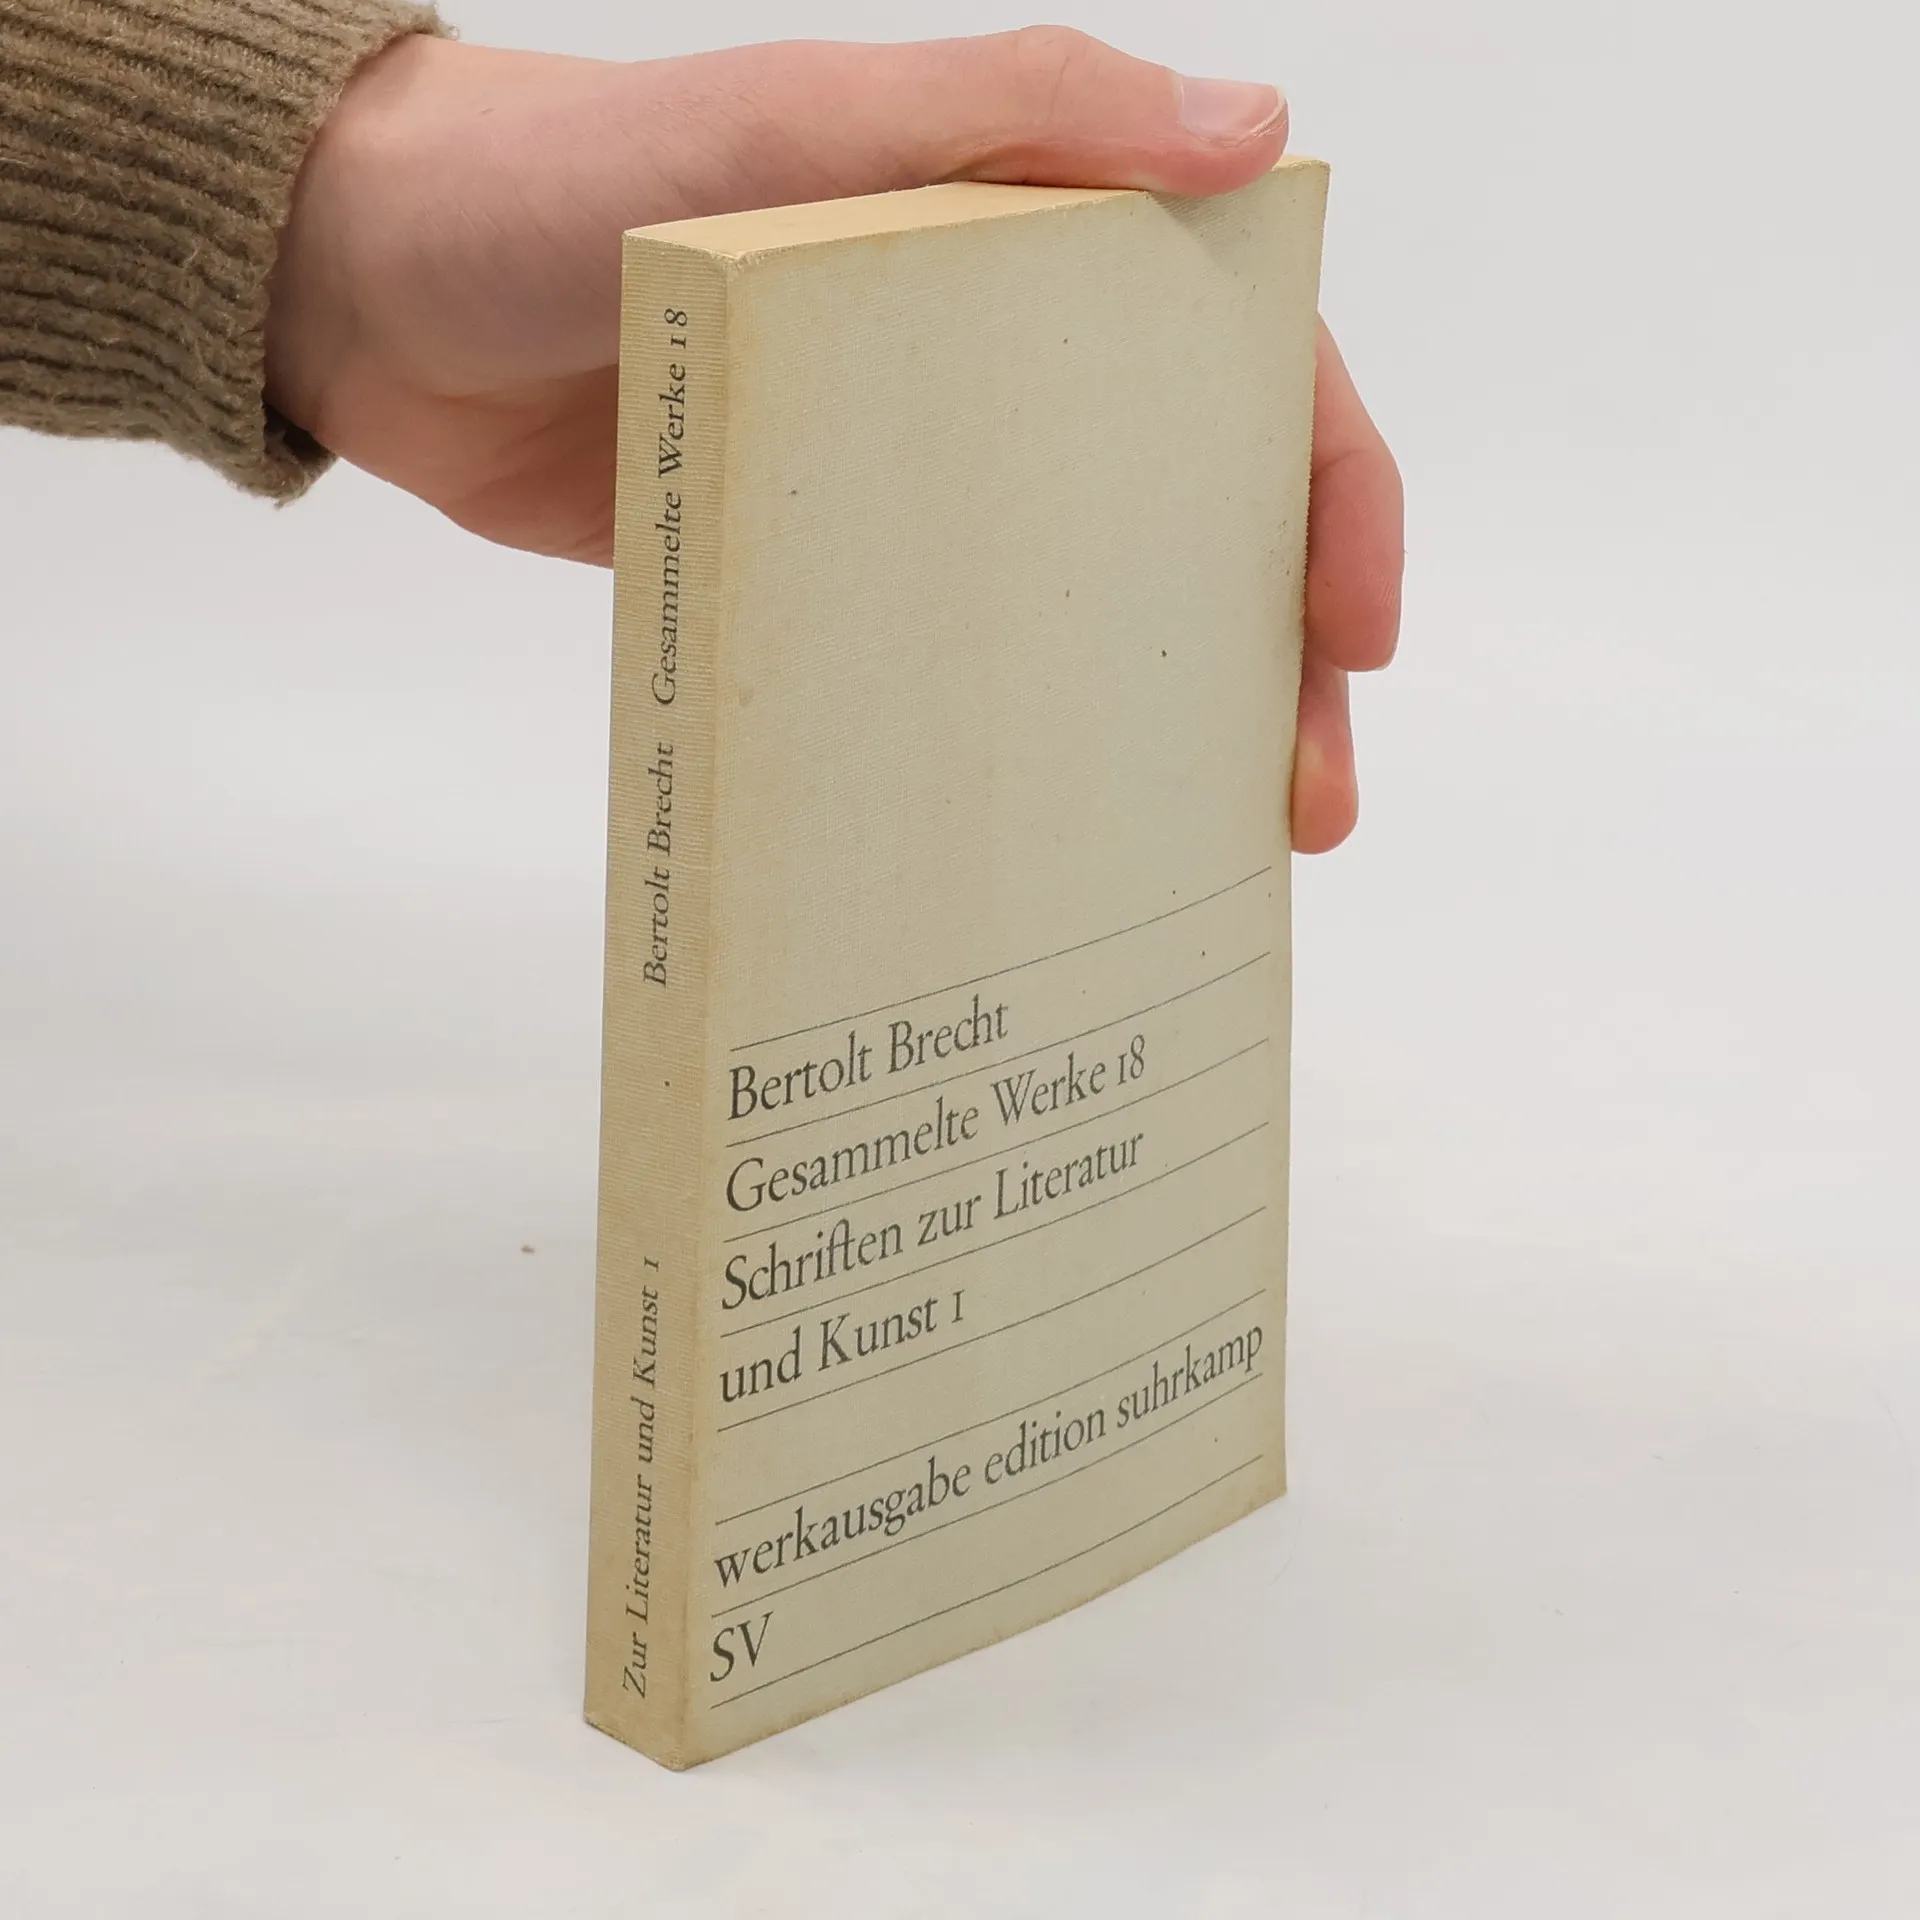 Bertolt Brecht Gesammelte Werke 18
Zur Literatur und Kunst 1
Bertolt Brecht
Gesammelte Werke 18
Schriften zur Literatur
und Kunst 1
werkausgabe edition suhrkamp
SV